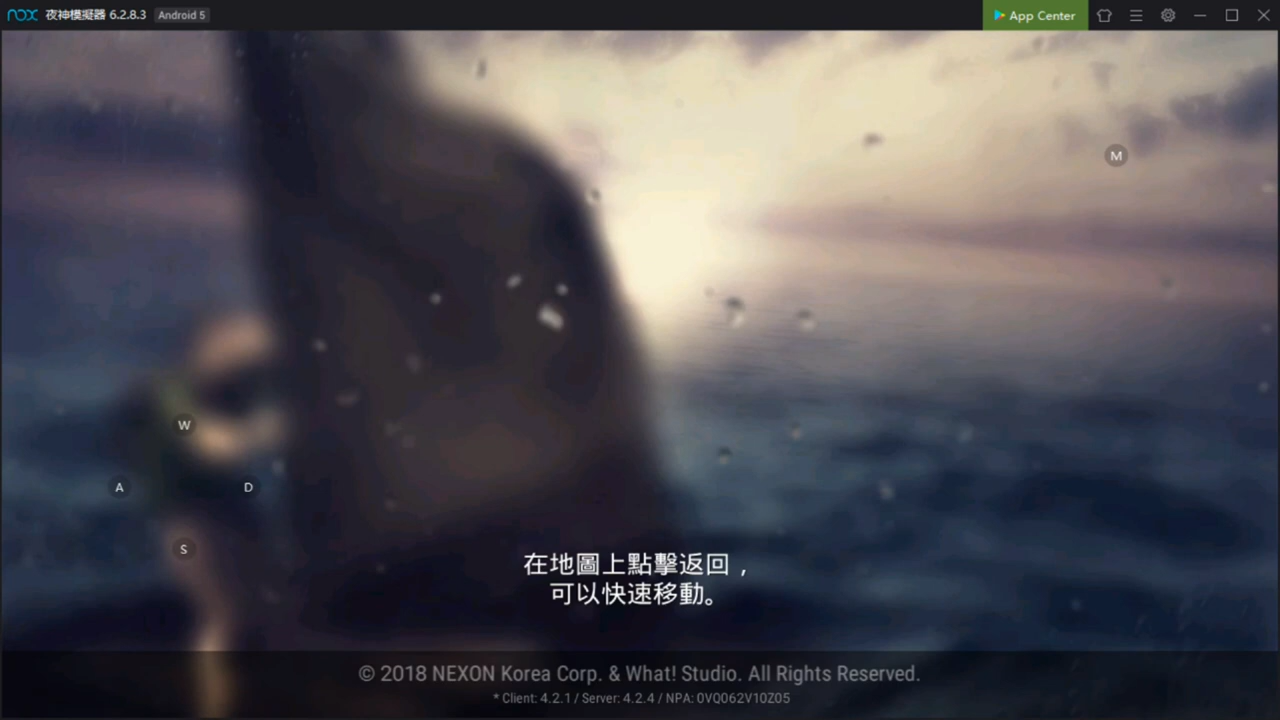 nox 夜神模擬器 6.2.8.3 Android 5 App Center
M
W
A D
S
在地圖上點擊返回，
可以快速移動。
© 2018 NEXON Korea Corp. & What! Studio. All Rights Reserved.
* Client: 4.2.1 / Server: 4.2.4 / NPA: 0VQ062V10Z05